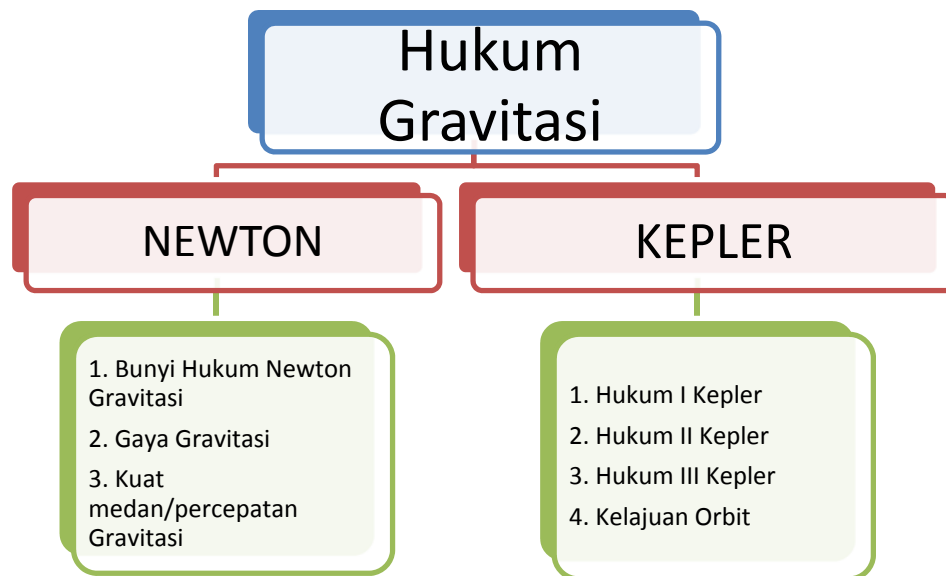 Hukum
Gravitasi
NEWTON
KEPLER
1. Bunyi Hukum Newton
Gravitasi
2. Gaya Gravitasi
3. Kuat
medan/percepatan
Gravitasi
1. Hukum I Kepler
2. Hukum II Kepler
3. Hukum III Kepler
4. Kelajuan Orbit